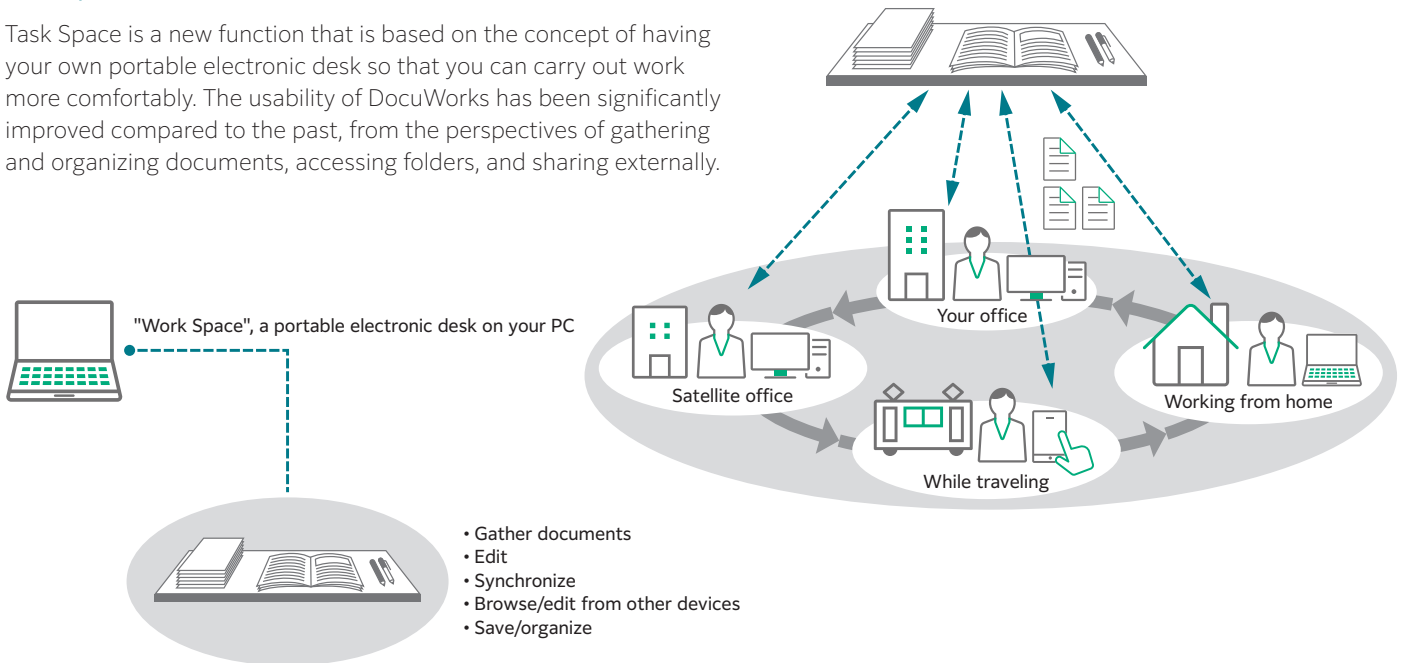 Task Space is a new function that is based on the concept of having
your own portable electronic desk so that you can carry out work
more comfortably. The usability of DocuWorks has been significantly
improved compared to the past, from the perspectives of gathering
and organizing documents, accessing folders, and sharing externally.
"Work Space", a portable electronic desk on your PC
Your office
Satellite office
Working from home
While traveling
• Gather documents
• Edit
• Synchronize
• Browse/edit from other devices
• Save/organize